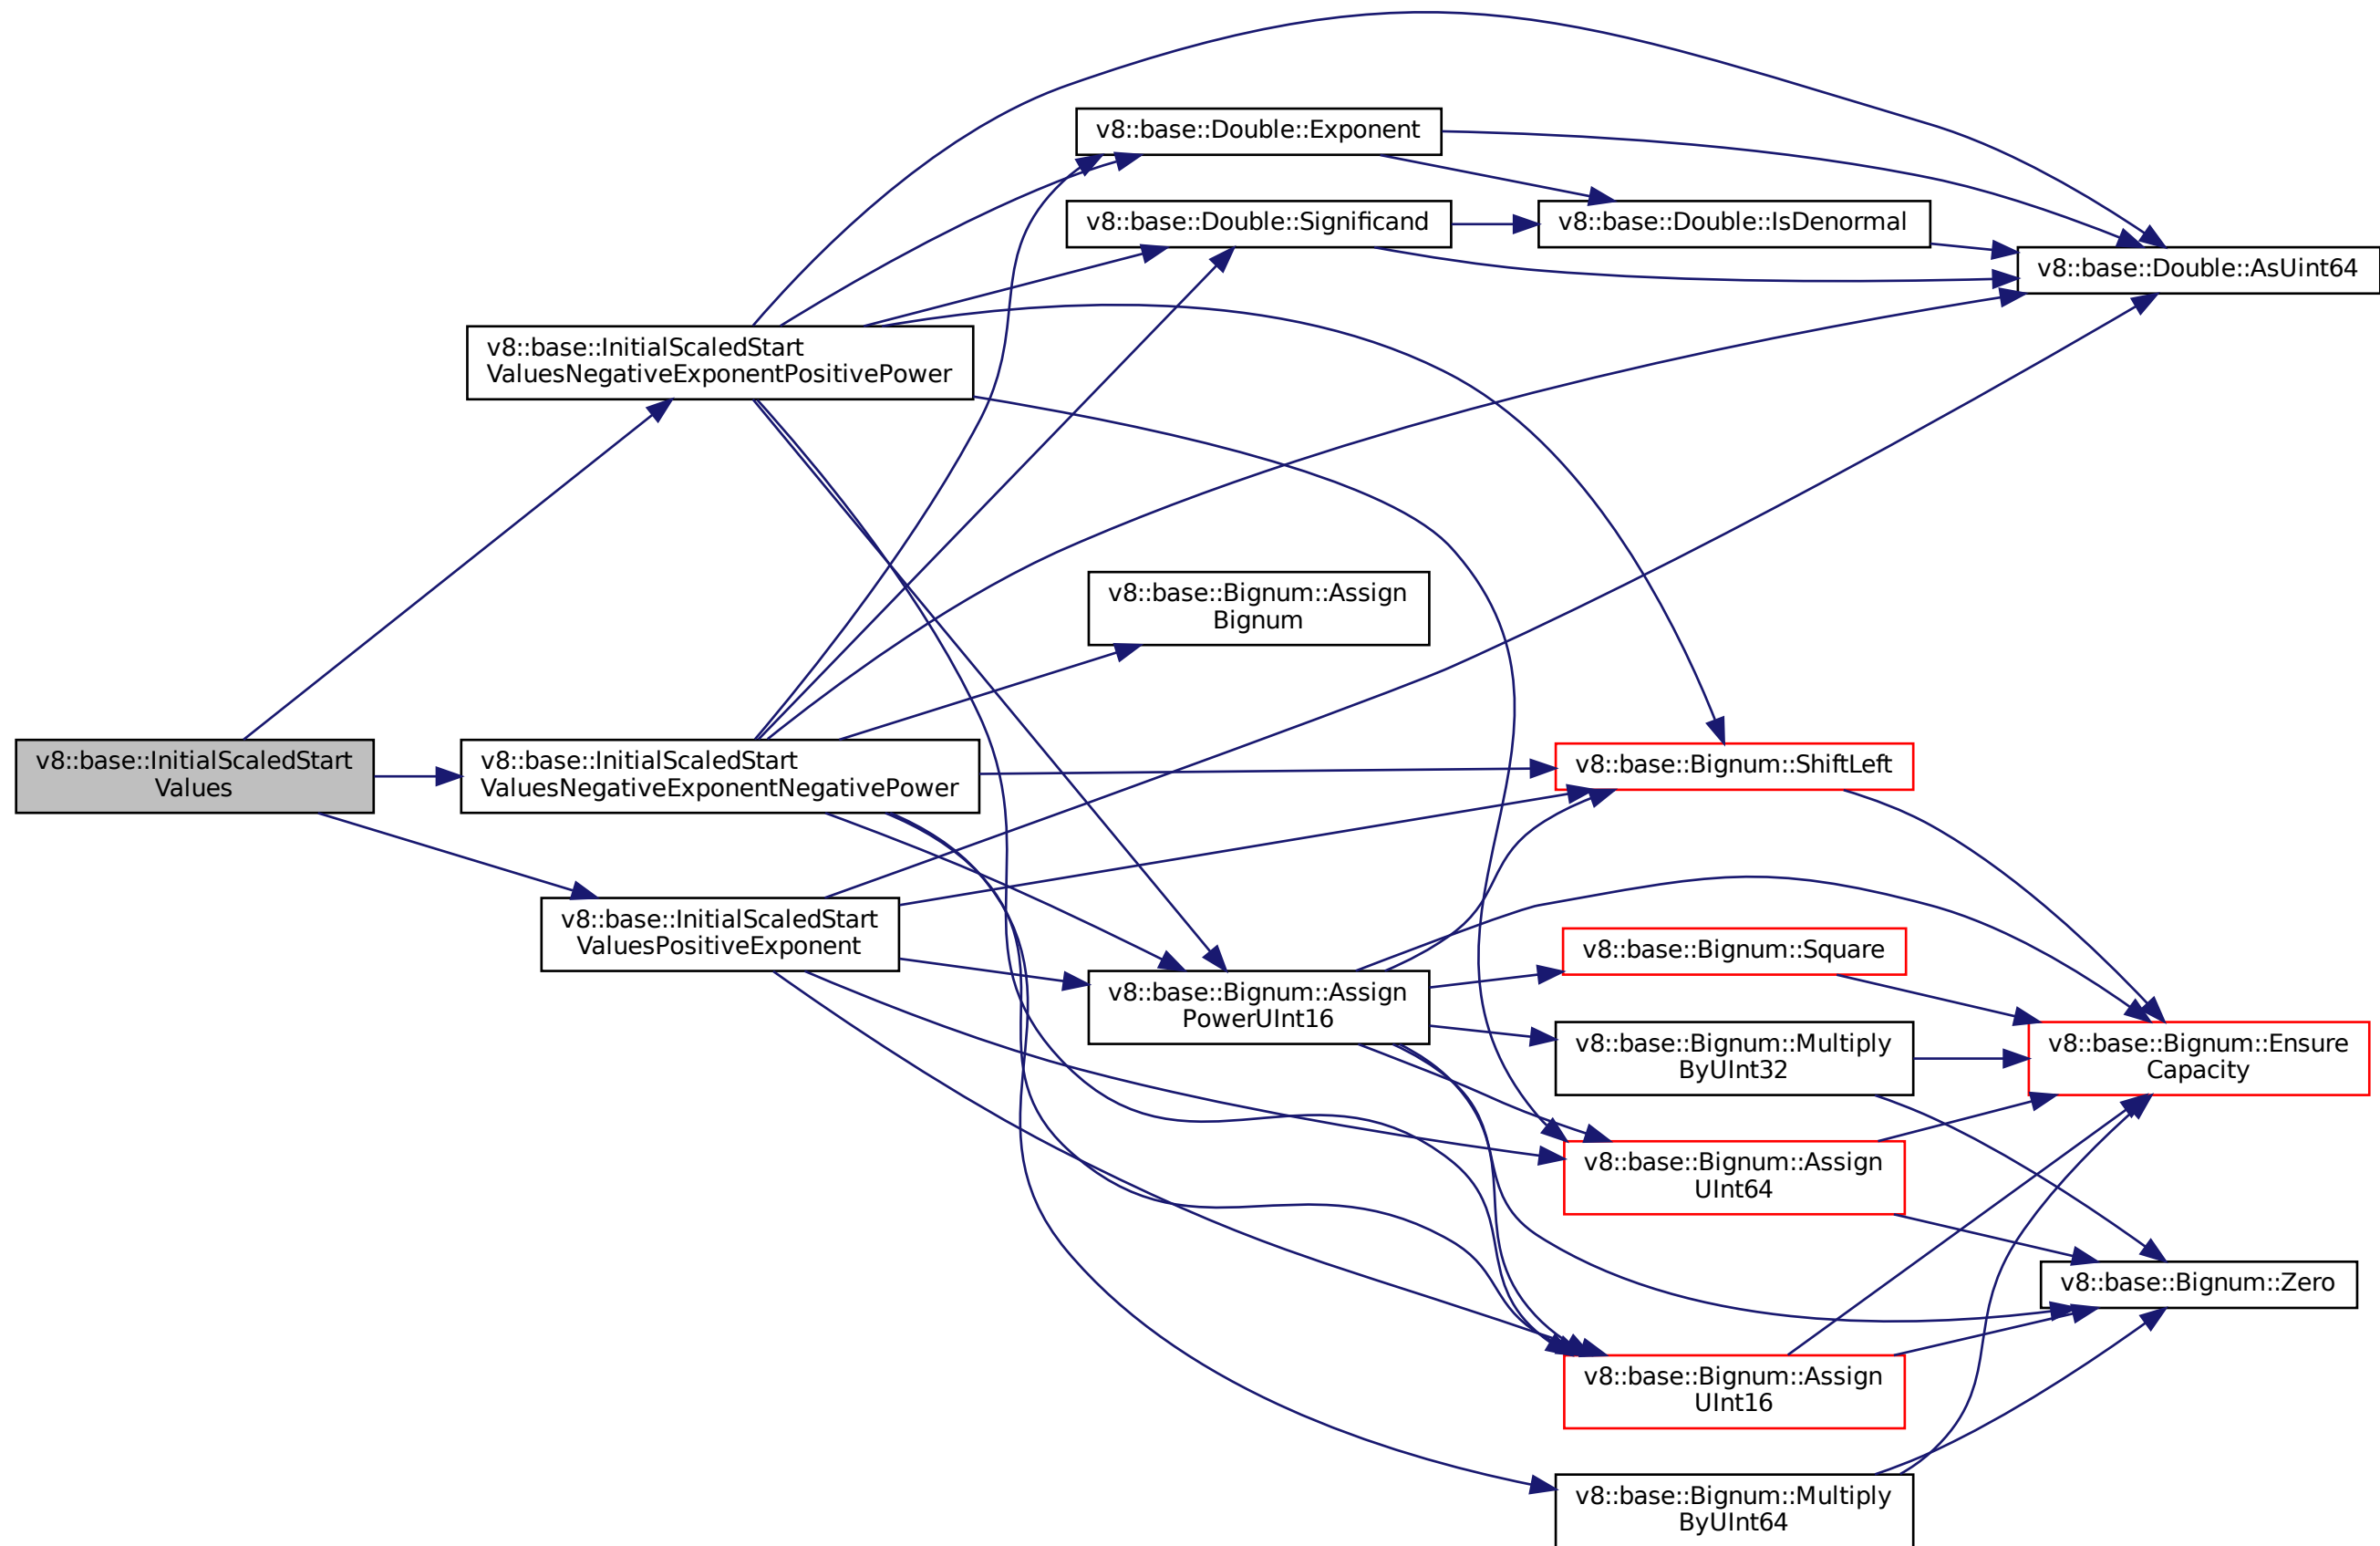 v8::base::Double::Exponent
v8::base::Double::Significand
v8::base::Double::IsDenormal
v8::base::Double::AsUint64
v8::base::InitialScaledStart
ValuesNegativeExponentPositivePower
v8::base::Bignum::Assign
Bignum
v8::base::InitialScaledStart
Values
v8::base::InitialScaledStart
ValuesNegativeExponentNegativePower
v8::base::Bignum::ShiftLeft
v8::base::InitialScaledStart
ValuesPositiveExponent
v8::base::Bignum::Square
v8::base::Bignum::Assign
PowerUInt16
v8::base::Bignum::Multiply
ByUInt32
v8::base::Bignum::Ensure
Capacity
v8::base::Bignum::Assign
UInt64
v8::base::Bignum::Zero
v8::base::Bignum::Assign
UInt16
v8::base::Bignum::Multiply
ByUInt64